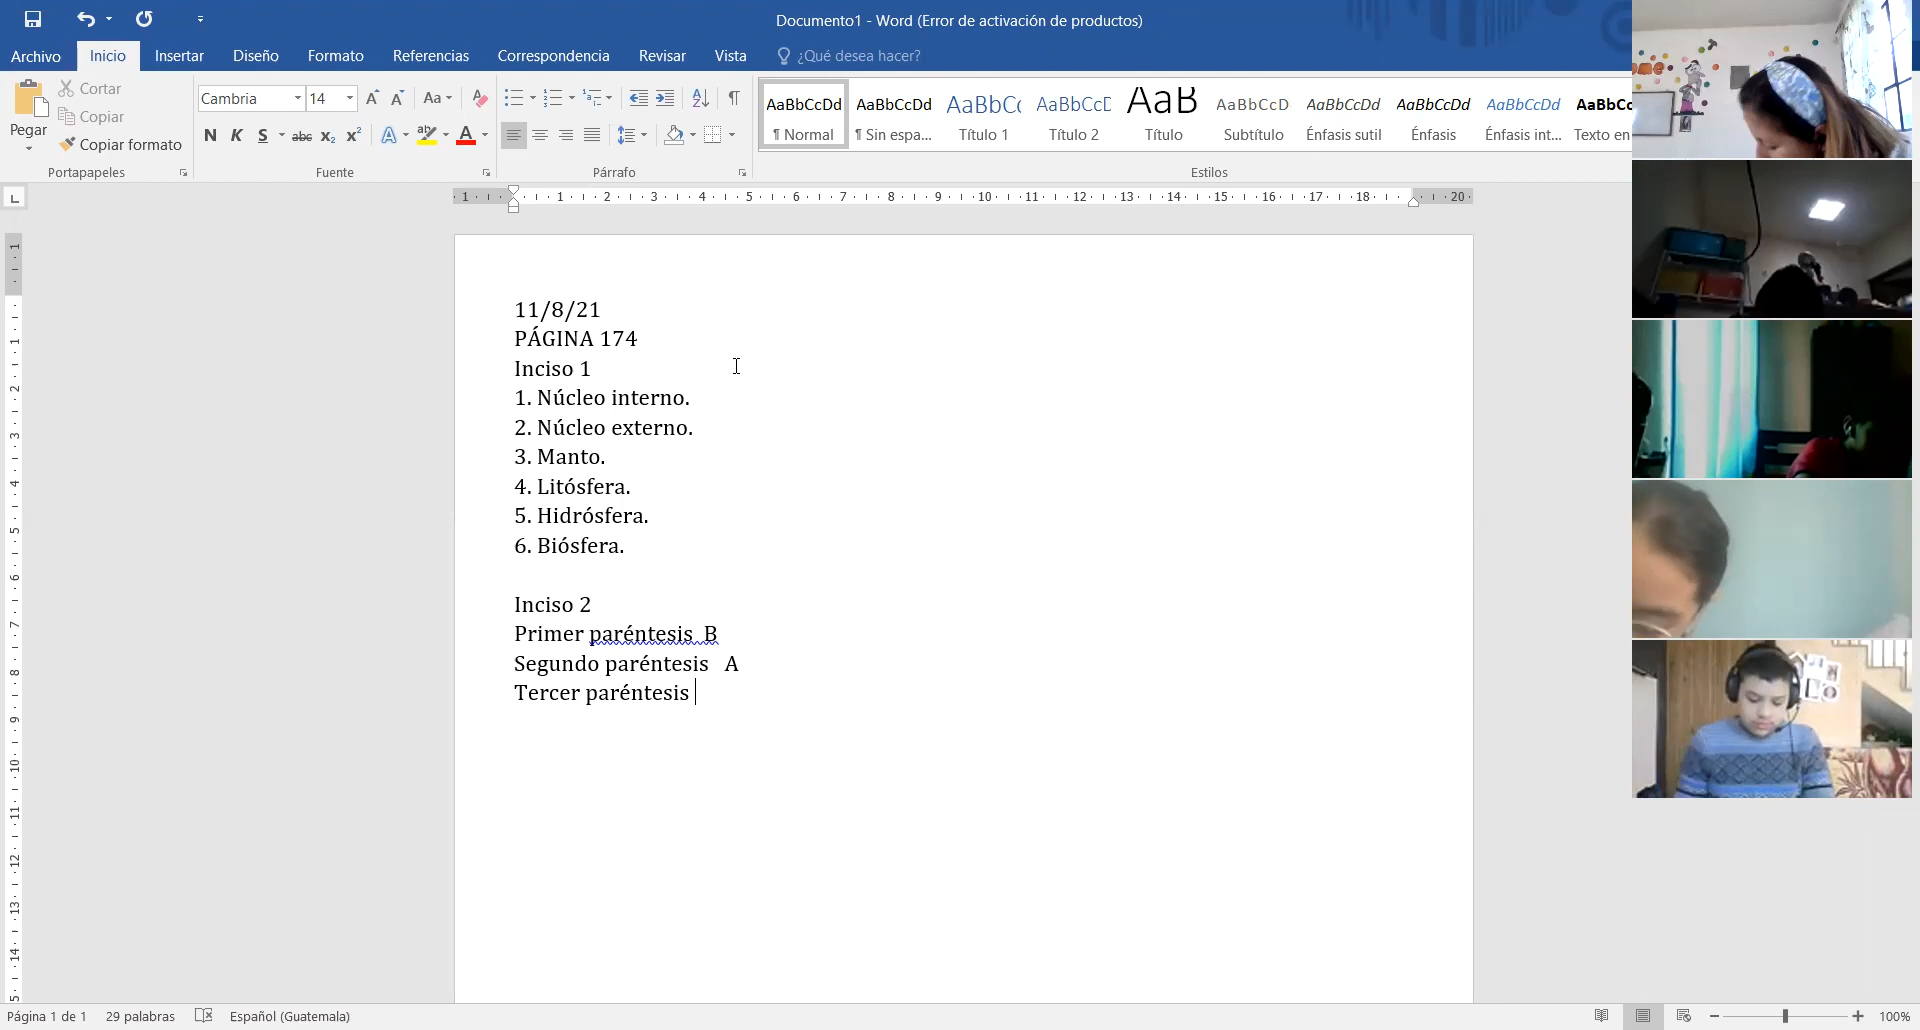 Documento1 - Word (Error de activación de productos)
Archivo Inicio Insertar Diseño Formato Referencias Correspondencia Revisar Vista ¿Qué desea hacer?
Pegar
Cortar
Copiar
Copiar formato
Portapapeles
Cambria 14
Aa
N K S abc x₂ x²
A A
Fuente
Párrafo
AaBbCcDd AaBbCcDd AaBbC AaBbCcD AaB AaBbCcD AaBbCcDd AaBbCcDd AaBbCcDd AaBbCc
¶ Normal ¶ Sin espa... Título 1 Título 2 Título Subtítulo Énfasis sutil Énfasis Énfasis int... Texto en
Estilos
11/8/21
PÁGINA 174
Inciso 1
1. Núcleo interno.
2. Núcleo externo.
3. Manto.
4. Litósfera.
5. Hidrósfera.
6. Biósfera.
Inciso 2
Primer paréntesis B
Segundo paréntesis A
Tercer paréntesis
Página 1 de 1 29 palabras Español (Guatemala) 100%